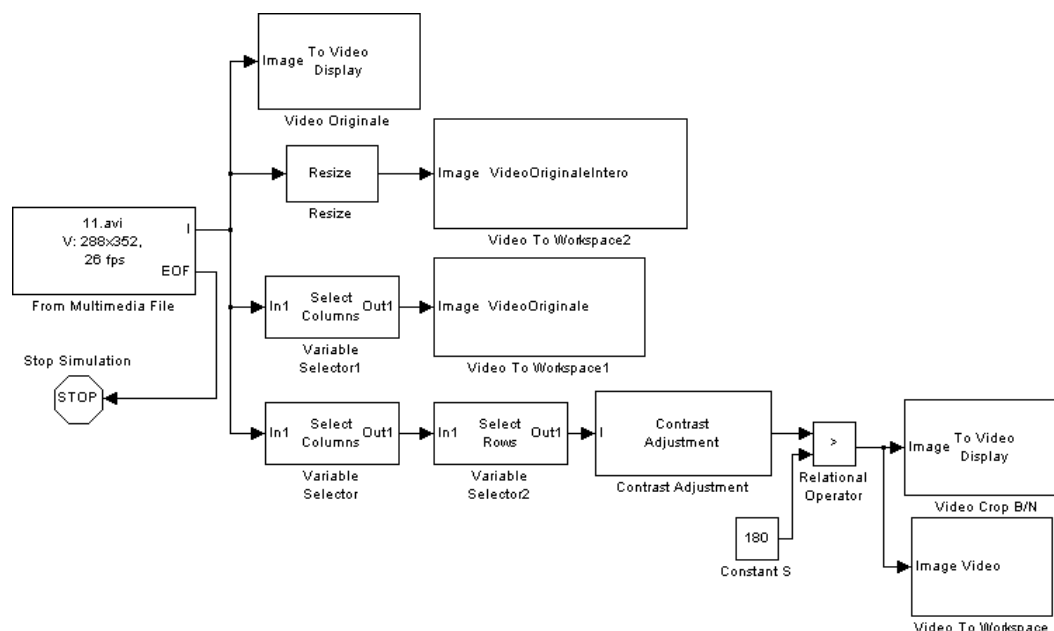 Image To Video
Display
Video Originale
Resize
Resize
Image VideoOriginaleIntero
Video To Workspace2
11.avi
V: 288x352,
26 fps
I
EOF
From Multimedia File
In1 Select Out1
Columns
Variable
Selector1
Image VideoOriginale
Video To Workspace1
Stop Simulation
STOP
In1 Select Out1
Columns
Variable
Selector
In1 Select Out1
Rows
Variable
Selector2
I Contrast
Adjustment
Contrast Adjustment
>
Relational
Operator
180
Constant S
Image To Video
Display
Video Crop B/N
Image Video
Video To Workspace